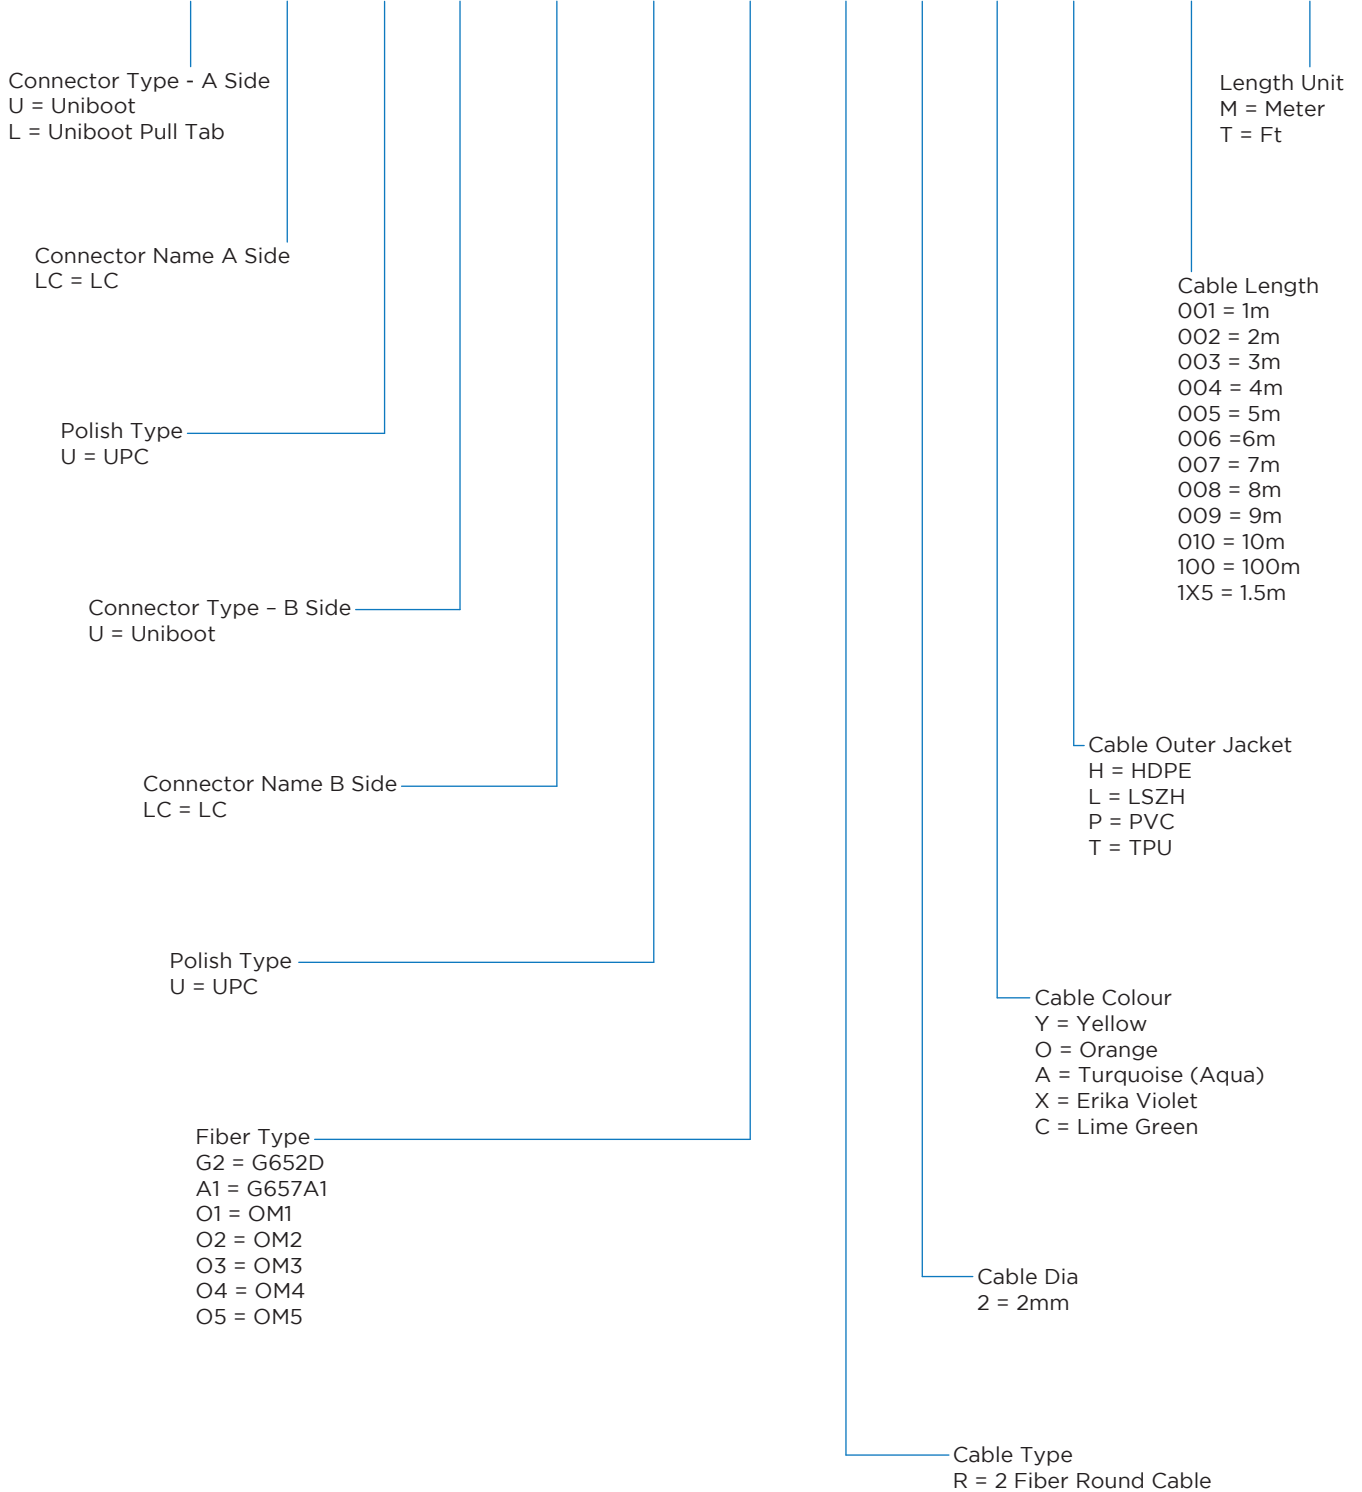 Connector Type - A Side
U = Uniboot
L = Uniboot Pull Tab
Length Unit
M = Meter
T = Ft
Connector Name A Side
LC = LC
Cable Length
001 = 1m
002 = 2m
003 = 3m
004 = 4m
005 = 5m
006 =6m
007 = 7m
008 = 8m
009 = 9m
010 = 10m
100 = 100m
1X5 = 1.5m
Polish Type
U = UPC
Connector Type – B Side
U = Uniboot
Cable Outer Jacket
H = HDPE
L = LSZH
P = PVC
T = TPU
Connector Name B Side
LC = LC
Polish Type
U = UPC
Cable Colour
Y = Yellow
O = Orange
A = Turquoise (Aqua)
X = Erika Violet
C = Lime Green
Fiber Type
G2 = G652D
A1 = G657A1
O1 = OM1
O2 = OM2
O3 = OM3
O4 = OM4
O5 = OM5
Cable Dia
2 = 2mm
Cable Type
R = 2 Fiber Round Cable